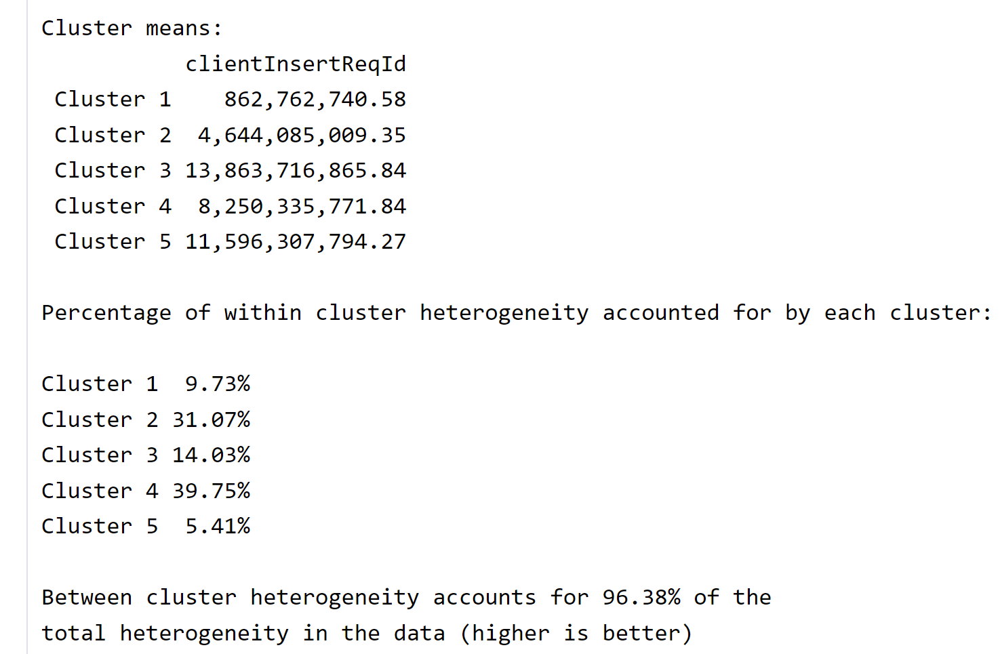 Cluster means:
clientInsertReqId
Cluster 1 862,762,740.58
Cluster 2 4,644,085,009.35
Cluster 3 13,863,716,865.84
Cluster 4 8,250,335,771.84
Cluster 5 11,596,307,794.27
Percentage of within cluster heterogeneity accounted for by each cluster:
Cluster 1 9.73%
Cluster 2 31.07%
Cluster 3 14.03%
Cluster 4 39.75%
Cluster 5 5.41%
Between cluster heterogeneity accounts for 96.38% of the
total heterogeneity in the data (higher is better)